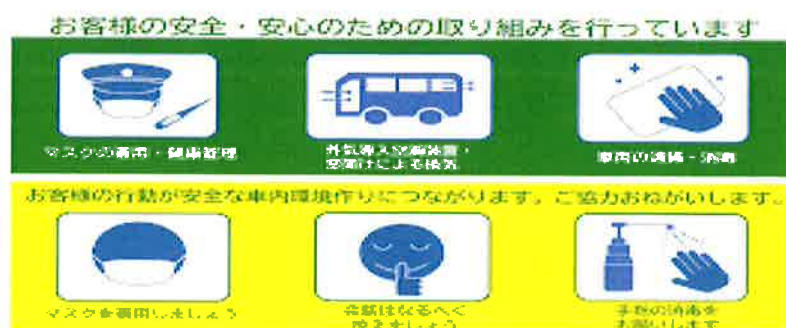 お客様の安全・安心のための取り組みを行っています
マスクの着用・健康管理
外気導入空調装置・
窓開けによる換気
車内の清掃・消毒
お客様の行動が安全な車内環境作りにつながります。ご協力おねがいします。
マスクを着用しましょう
会話はなるべく
控えましょう
手指の消毒を
お願いします